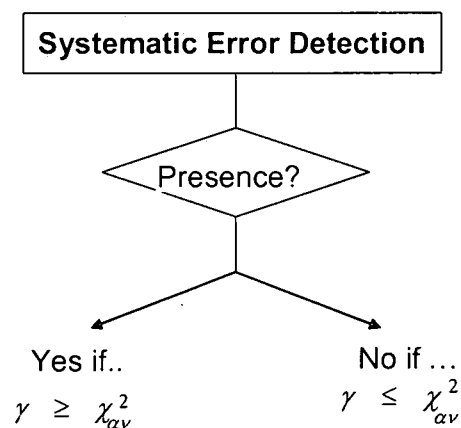 Systematic Error Detection
Presence?
Yes if..
γ ≥ χ²αν
No if ...
γ ≤ χ²αν